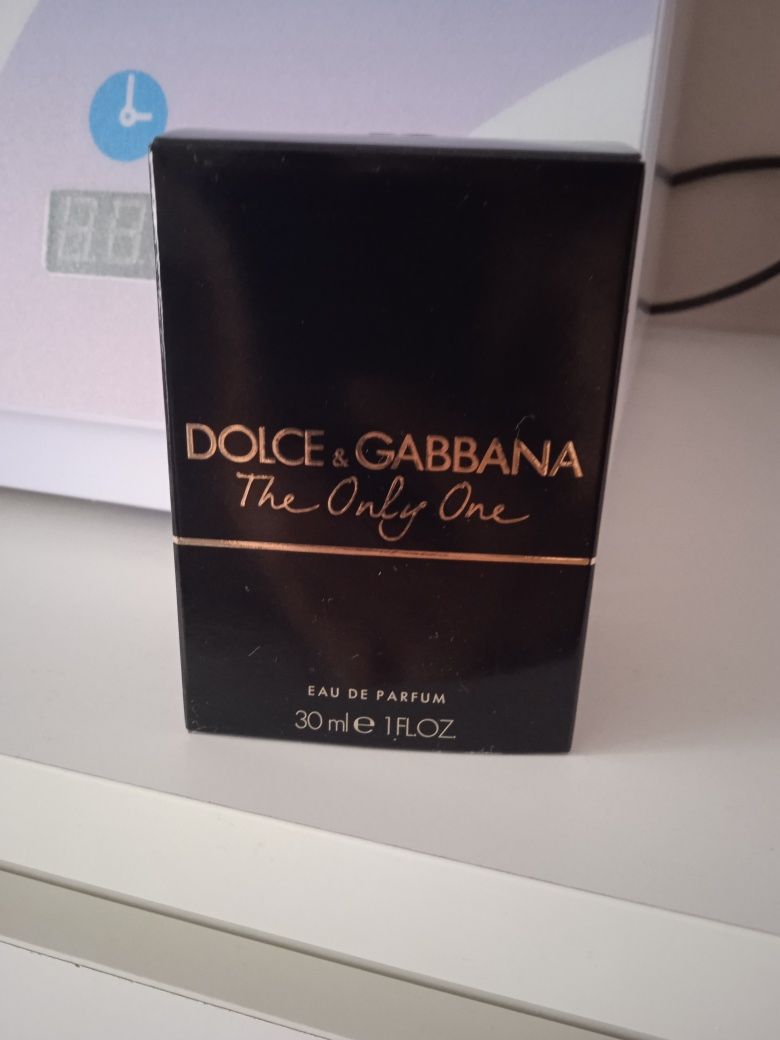 DOLCE & GABBANA
The Only One
EAU DE PARFUM
30 ml e 1 FL.OZ.